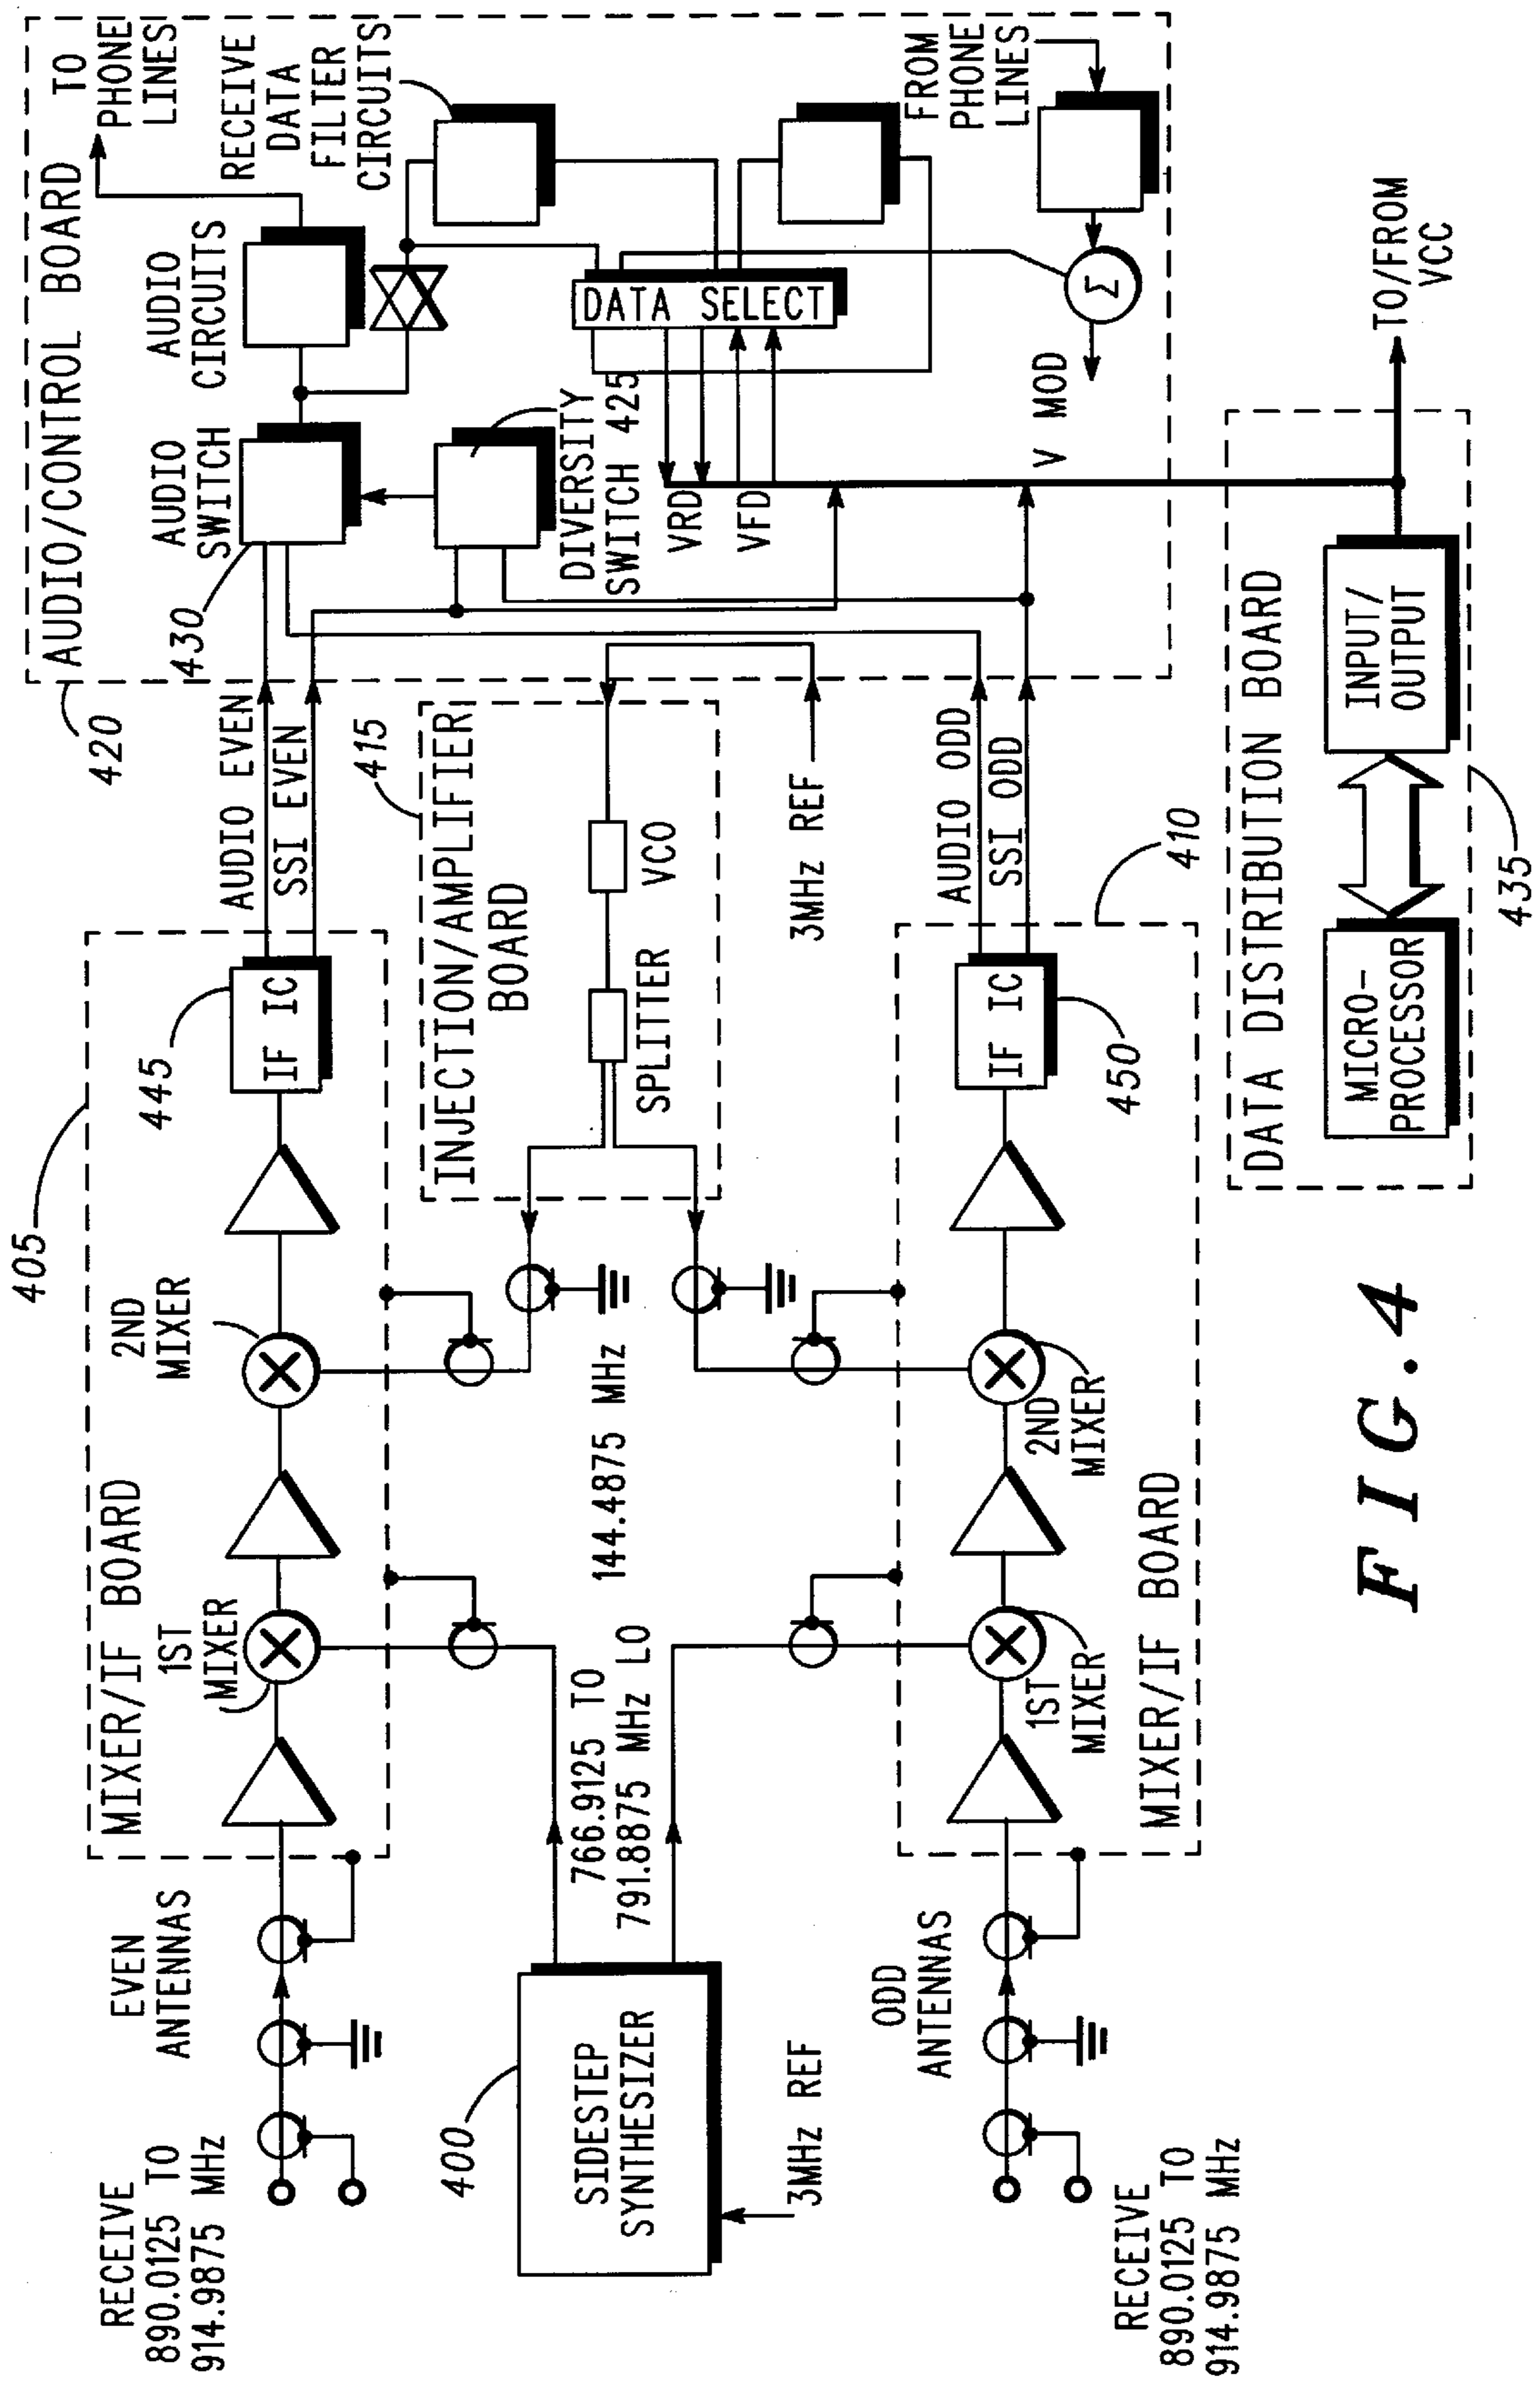 405
MIXER/IF BOARD
RECEIVE
890.0125 TO
914.9875 MHz
EVEN
ANTENNAS
1ST
MIXER
2ND
MIXER
445
IF IC
AUDIO EVEN
SSI EVEN
420
AUDIO/CONTROL BOARD
430
AUDIO
SWITCH
AUDIO
CIRCUITS
TO
PHONE
LINES
RECEIVE
DATA
FILTER
CIRCUITS
DIVERSITY
SWITCH 425
DATA SELECT
VRD
VFD
FROM
PHONE
LINES
Σ
V MOD
415
INJECTION/AMPLIFIER
BOARD
SPLITTER
VCO
3MHz REF
144.4875 MHz
766.9125 TO
791.8875 MHz LO
400
SIDESTEP
SYNTHESIZER
3MHz REF
RECEIVE
890.0125 TO
914.9875 MHz
ODD
ANTENNAS
1ST
MIXER
2ND
MIXER
MIXER/IF BOARD
IF IC
450
AUDIO ODD
SSI ODD
410
DATA DISTRIBUTION BOARD
MICRO-
PROCESSOR
INPUT/
OUTPUT
TO/FROM
VCC
435
FIG.4